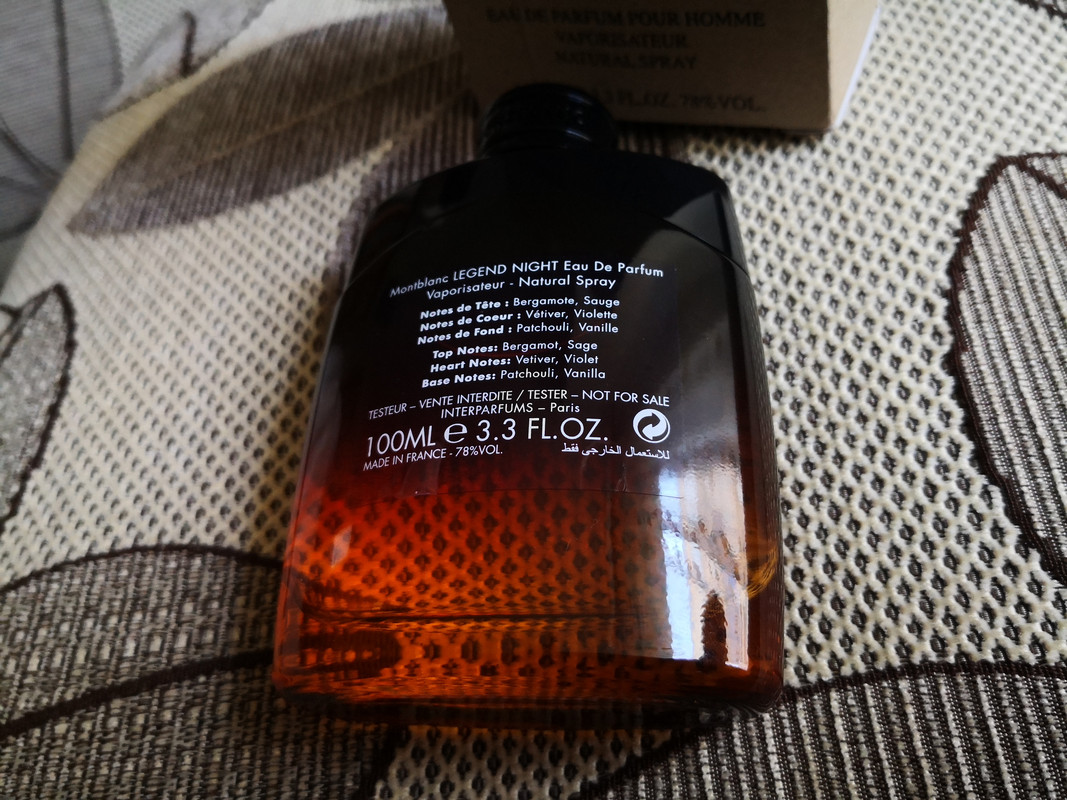 EAU DE PARFUM POUR HOMME
VAPORISATEUR
NATURAL SPRAY
3.3 FL.OZ. 78%VOL.
Montblanc LEGEND NIGHT Eau De Parfum
Vaporisateur - Natural Spray
Notes de Tête : Bergamote, Sauge
Notes de Coeur : Vétiver, Violette
Notes de Fond : Patchouli, Vanille
Top Notes: Bergamot, Sage
Heart Notes: Vetiver, Violet
Base Notes: Patchouli, Vanilla
TESTEUR – VENTE INTERDITE / TESTER – NOT FOR SALE
INTERPARFUMS – Paris
100ML ℮ 3.3 FL.OZ.
MADE IN FRANCE - 78%VOL.
للاستعمال الخارجى فقط